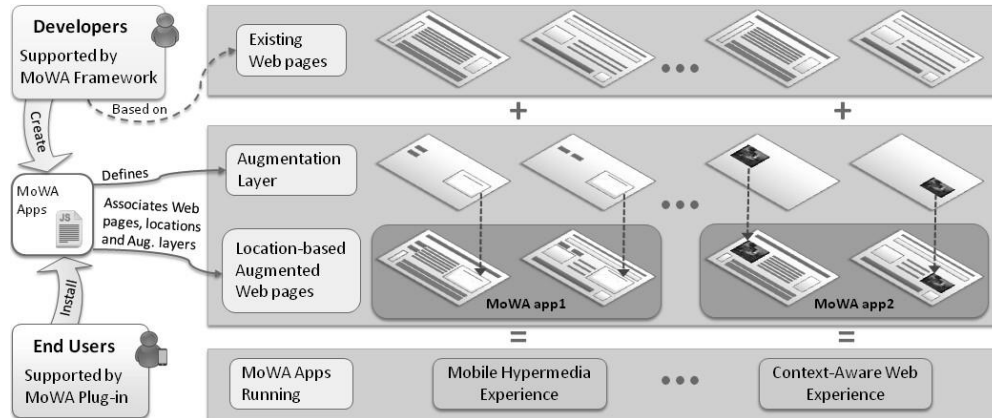 Developers
Supported by
MoWA Framework
Based on
Create
MoWA
Apps
JS
Defines
Associates Web
pages, locations
and Aug. layers
Install
End Users
Supported by
MoWA Plug-in
Existing
Web pages
+
+
Augmentation
Layer
Location-based
Augmented
Web pages
MoWA app1
MoWA app2
=
=
MoWA Apps
Running
Mobile Hypermedia
Experience
Context-Aware Web
Experience